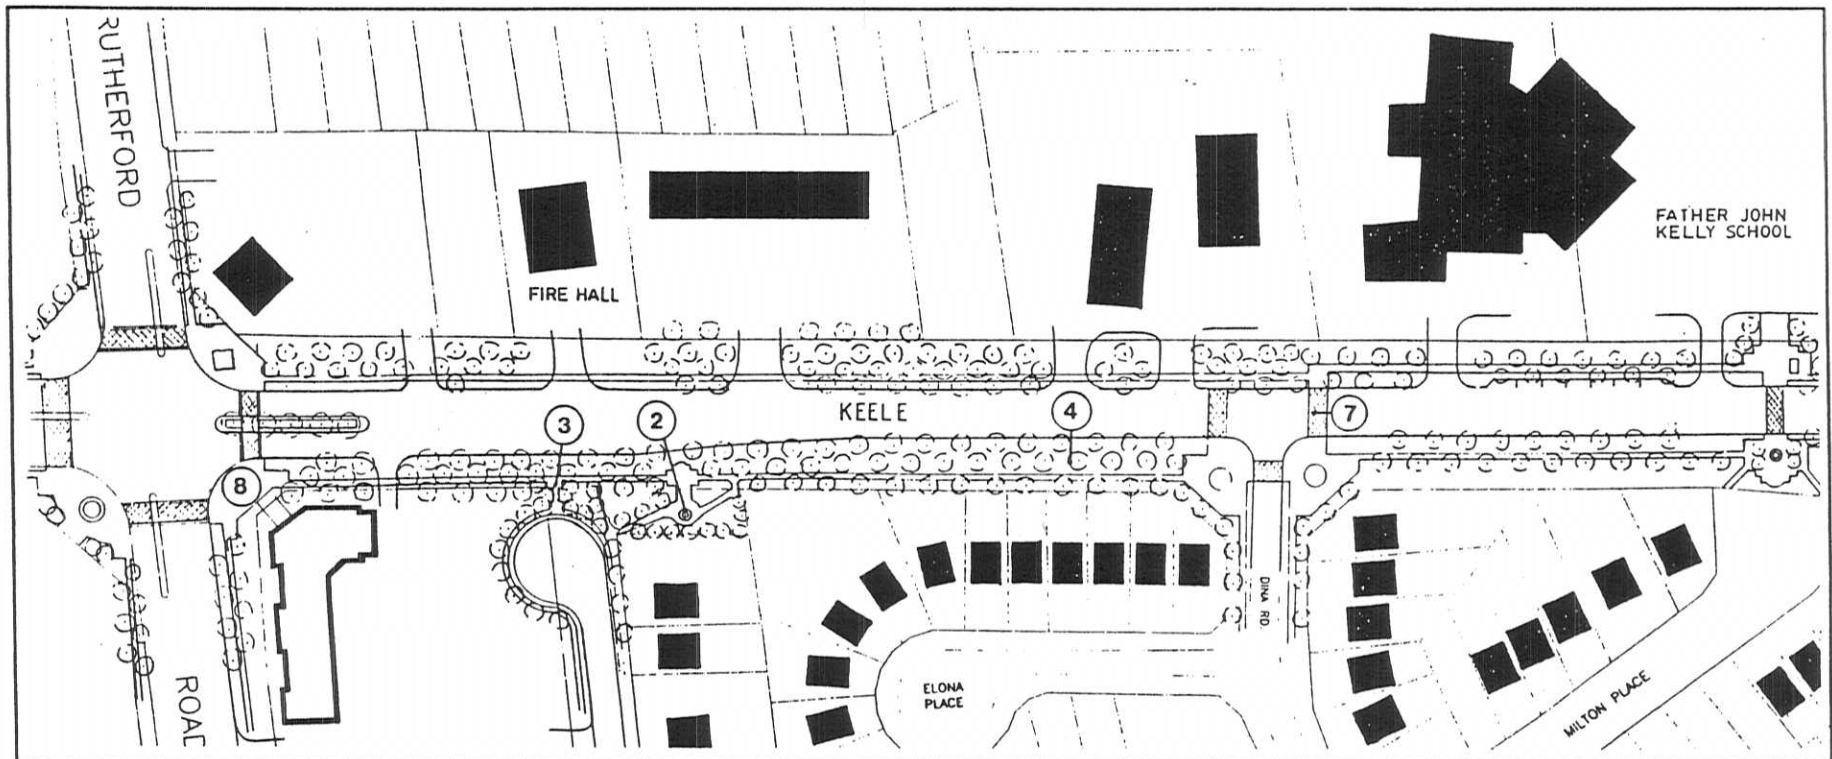 RUTHERFORD
FATHER JOHN
KELLY SCHOOL
FIRE HALL
KEELE
3
2
4
7
8
DINA RD.
ELONA
PLACE
MILTON PLACE
ROAD